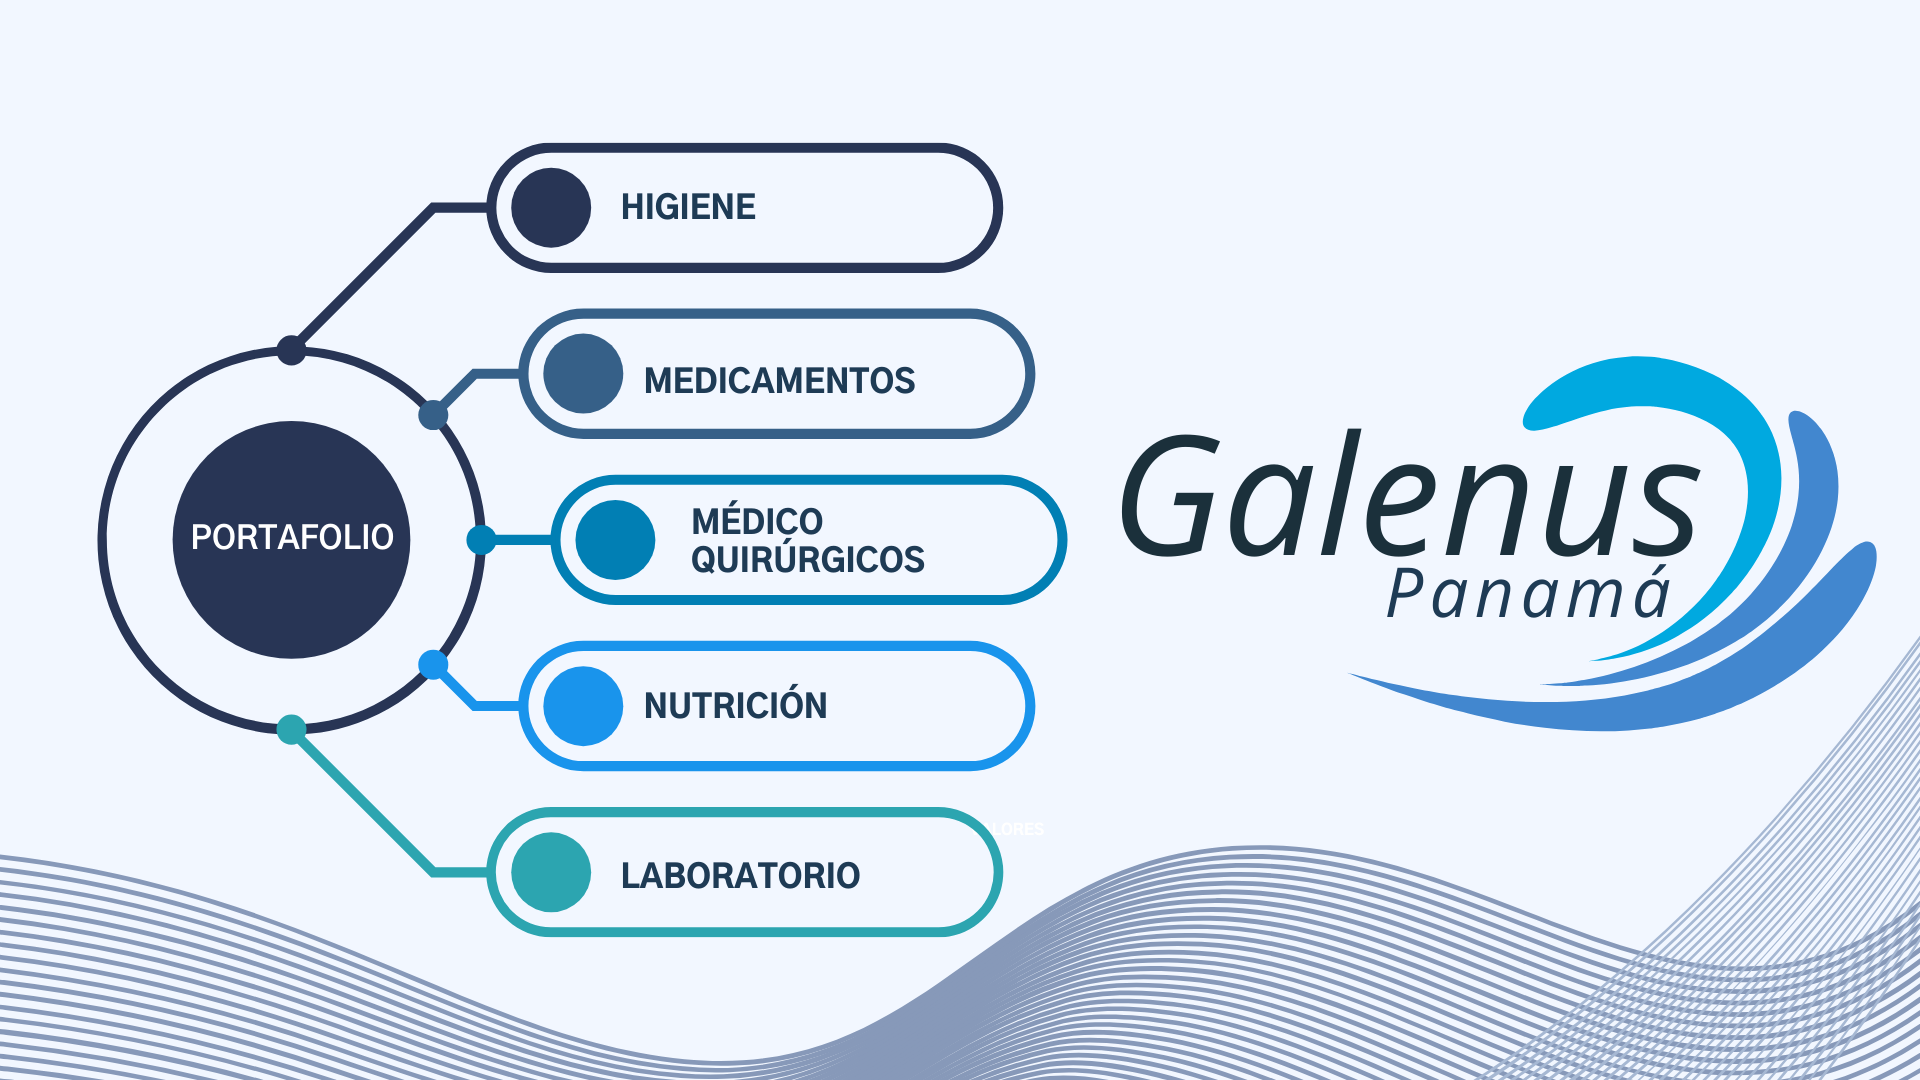 HIGIENE
MEDICAMENTOS
PORTAFOLIO
MÉDICO
QUIRÚRGICOS
NUTRICIÓN
LABORATORIO
Galenus
Panamá